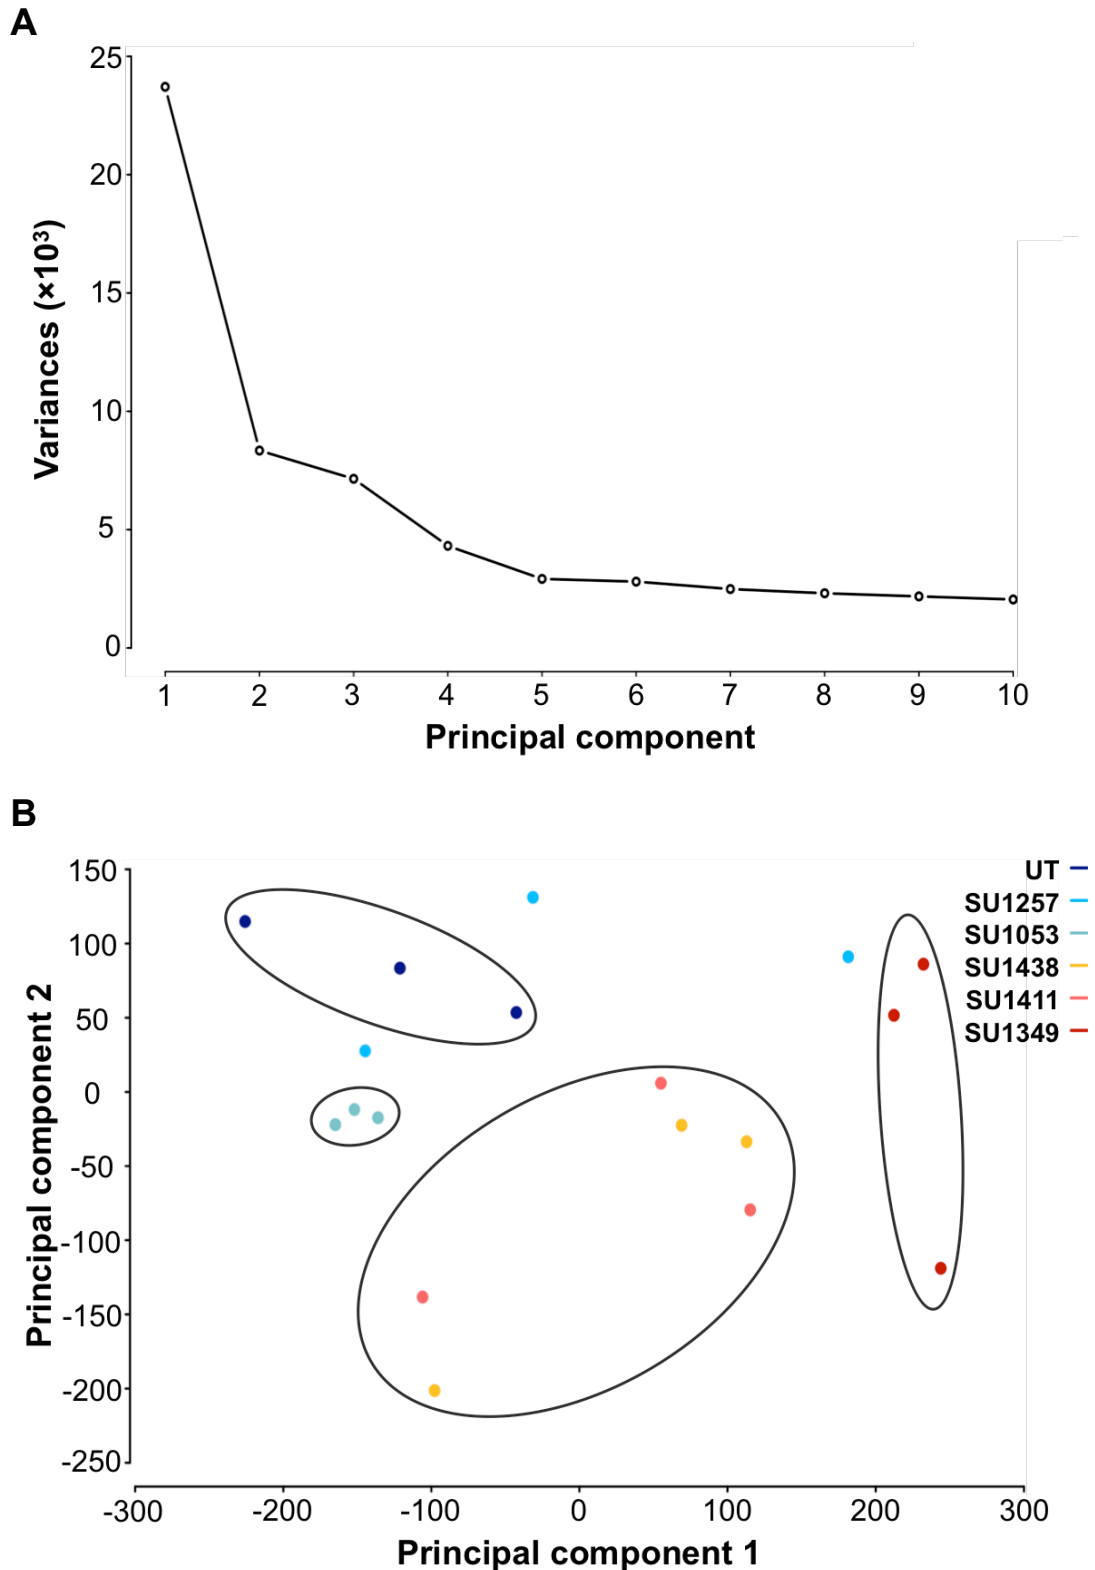 A
25
20
15
10
5
0
Variances (×10³)
1 2 3 4 5 6 7 8 9 10
Principal component
B
150
100
50
0
-50
-100
-150
-200
-250
Principal component 2
UT
SU1257
SU1053
SU1438
SU1411
SU1349
-300 -200 -100 0 100 200 300
Principal component 1